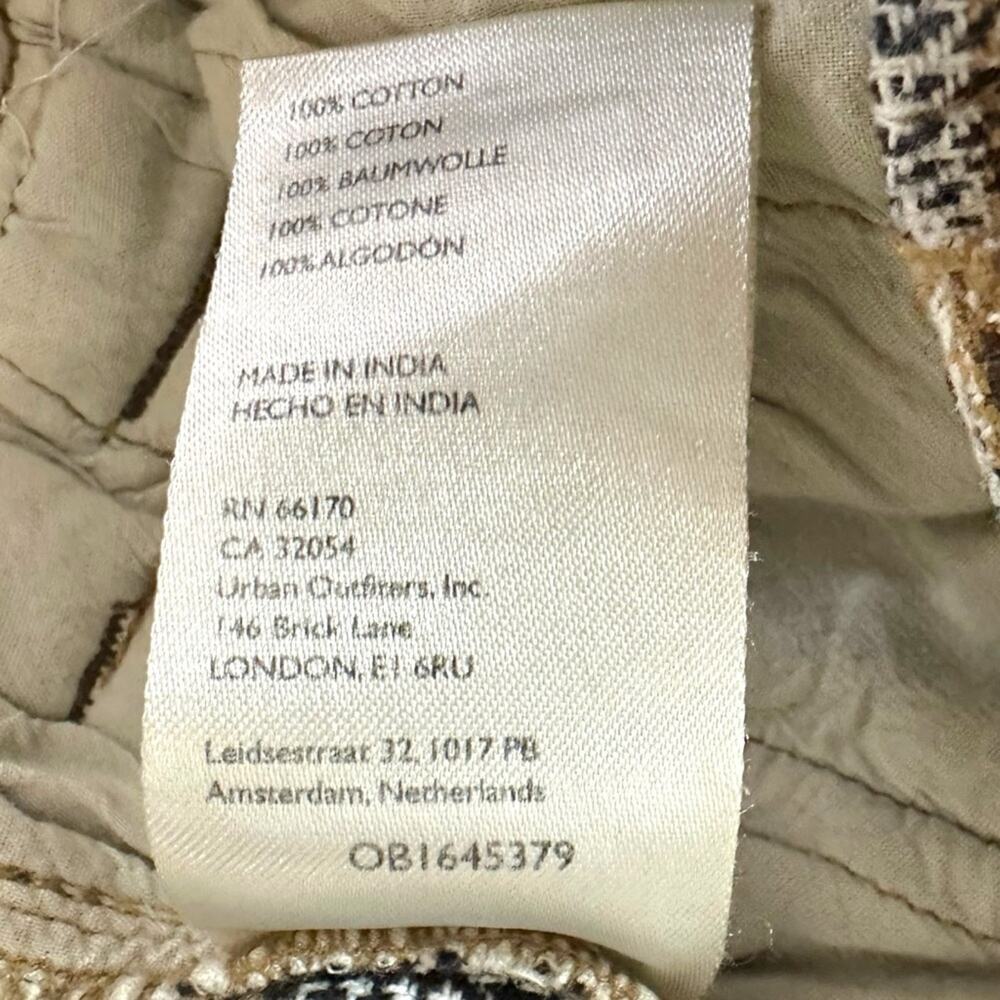 100% COTTON
100% COTON
100% BAUMWOLLE
100% COTONE
100% ALGODÓN
MADE IN INDIA
HECHO EN INDIA
RN 66170
CA 32054
Urban Outfitters, Inc.
146 Brick Lane
LONDON, E1 6RU
Leidsestraat 32, 1017 PB
Amsterdam, Netherlands
OB1645379